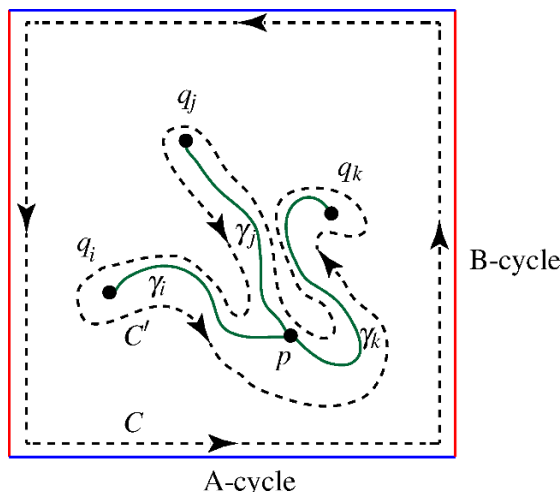 q_j
q_k
γ_j
q_i
γ_i
B-cycle
C'
p
γ_k
C
A-cycle